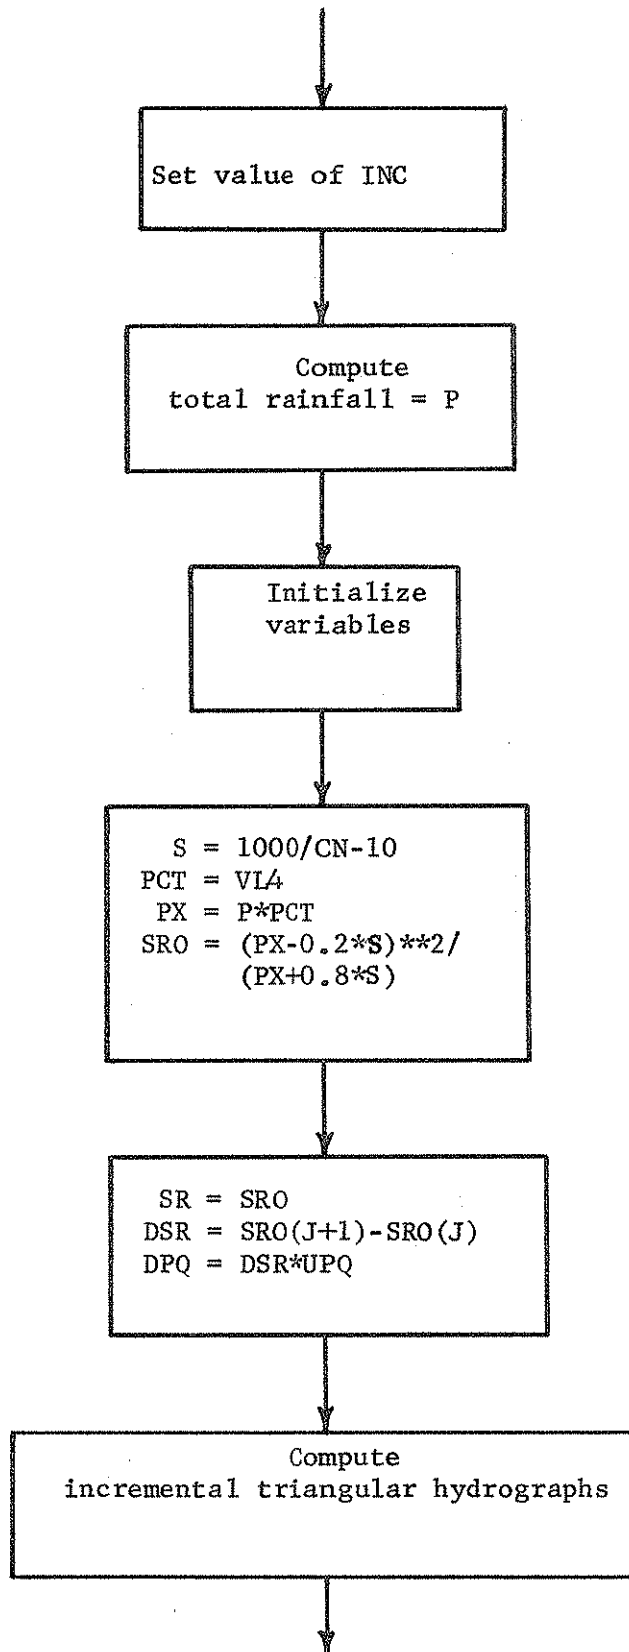 Set value of INC
Compute
total rainfall = P
Initialize
variables
S = 1000/CN-10
PCT = VL4
PX = P*PCT
SRO = (PX-0.2*S)**2/
(PX+0.8*S)
SR = SRO
DSR = SRO(J+1)-SRO(J)
DPQ = DSR*UPQ
Compute
incremental triangular hydrographs